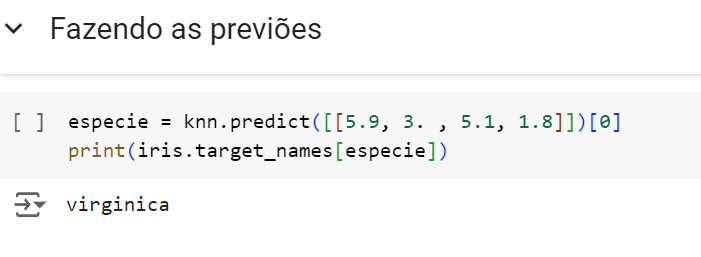 Fazendo as previões
[ ] especie = knn.predict([[5.9, 3. , 5.1, 1.8]])[0]
print(iris.target_names[especie])
virginica